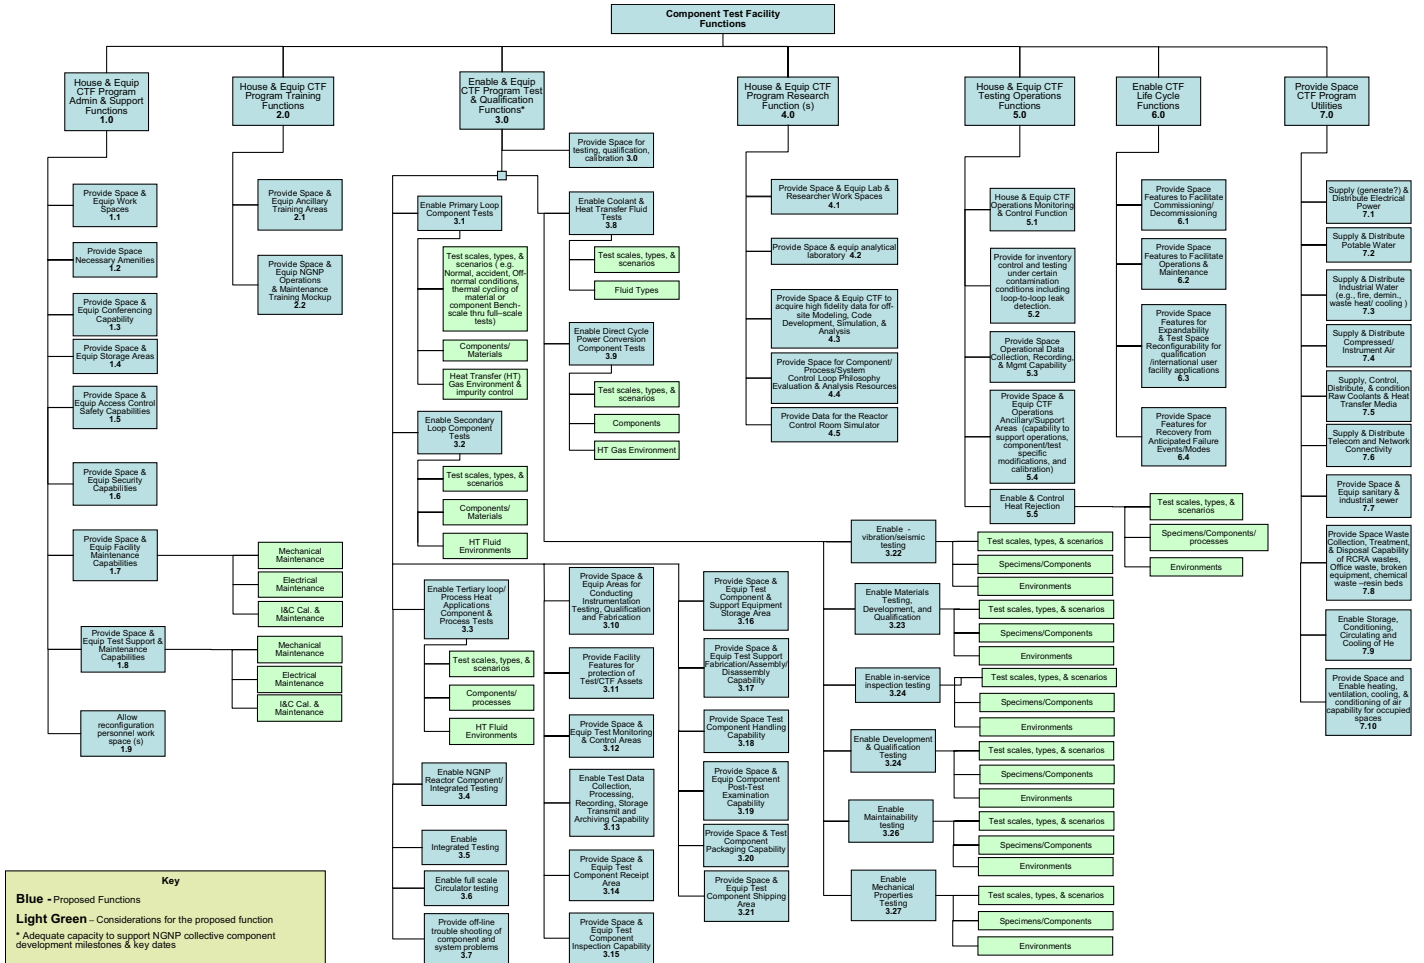 Component Test Facility
Functions
House & Equip
CTF Program
Admin & Support
Functions
1.0
House & Equip CTF
Program Training
Functions
2.0
Enable & Equip
CTF Program Test
& Qualification
Functions*
3.0
House & Equip CTF
Program Research
Function (s)
4.0
House & Equip CTF
Testing Operations
Functions
5.0
Enable CTF
Life Cycle
Functions
6.0
Provide Space
CTF Program
Utilities
7.0
Provide Space &
Equip Work
Spaces
1.1
Provide Space
Necessary Amenities
1.2
Provide Space &
Equip Conferencing
Capability
1.3
Provide Space &
Equip Storage Areas
1.4
Provide Space &
Equip Access Control
Safety Capabilities
1.5
Provide Space &
Equip Security
Capabilities
1.6
Provide Space &
Equip Facility
Maintenance
Capabilities
1.7
Mechanical
Maintenance
Electrical
Maintenance
I&C Cal. &
Maintenance
Provide Space &
Equip Test Support &
Maintenance
Capabilities
1.8
Mechanical
Maintenance
Electrical
Maintenance
I&C Cal. &
Maintenance
Allow
reconfiguration
personnel work
space (s)
1.9
Provide Space &
Equip Ancillary
Training Areas
2.1
Provide Space &
Equip NGNP
Operations
& Maintenance
Training Mockup
2.2
Provide Space for
testing, qualification,
calibration 3.0
Enable Primary Loop
Component Tests
3.1
Test scales, types, &
scenarios ( e.g.
Normal, accident, Off-
normal conditions,
thermal cycling of
material or
component Bench-
scale thru full–scale
tests)
Components/
Materials
Heat Transfer (HT)
Gas Environment &
impurity control
Enable Secondary
Loop Component
Tests
3.2
Test scales, types, &
scenarios
Components/
Materials
HT Fluid
Environments
Enable Tertiary loop/
Process Heat
Applications
Component &
Process Tests
3.3
Test scales, types, &
scenarios
Components/
processes
HT Fluid
Environments
Enable NGNP
Reactor Component/
Integrated Testing
3.4
Enable
Integrated Testing
3.5
Enable full scale
Circulator testing
3.6
Provide off-line
trouble shooting of
component and
system problems
3.7
Enable Coolant &
Heat Transfer Fluid
Tests
3.8
Test scales, types, &
scenarios
Fluid Types
Enable Direct Cycle
Power Conversion
Component Tests
3.9
Test scales, types, &
scenarios
Components
HT Gas Environment
Provide Space &
Equip Areas for
Conducting
Instrumentation
Testing, Qualification
and Fabrication
3.10
Provide Facility
Features for
protection of
Test/CTF Assets
3.11
Provide Space &
Equip Test Monitoring
& Control Areas
3.12
Enable Test Data
Collection,
Processing,
Recording, Storage
Transmit and
Archiving Capability
3.13
Provide Space &
Equip Test
Component Receipt
Area
3.14
Provide Space &
Equip Test
Component
Inspection Capability
3.15
Provide Space &
Equip Test
Component &
Support Equipment
Storage Area
3.16
Provide Space &
Equip Test Support
Fabrication/Assembly/
Disassembly
Capability
3.17
Provide Space Test
Component Handling
Capability
3.18
Provide Space &
Equip Component
Post-Test
Examination
Capability
3.19
Provide Space & Test
Component
Packaging Capability
3.20
Provide Space &
Equip Test
Component Shipping
Area
3.21
Enable -
vibration/seismic
testing
3.22
Test scales, types, & scenarios
Specimens/Components
Environments
Enable Materials
Testing,
Development, and
Qualification
3.23
Test scales, types, & scenarios
Specimens/Components
Environments
Enable in-service
inspection testing
3.24
Test scales, types, & scenarios
Specimens/Components
Environments
Enable Development
& Qualification
Testing
3.24
Test scales, types, & scenarios
Specimens/Components
Environments
Enable
Maintainability
testing
3.26
Test scales, types, & scenarios
Specimens/Components
Environments
Enable
Mechanical
Properties
Testing
3.27
Test scales, types, & scenarios
Specimens/Components
Environments
Provide Space & Equip Lab &
Researcher Work Spaces
4.1
Provide Space & equip analytical
laboratory 4.2
Provide Space & Equip CTF to
acquire high fidelity data for off-
site Modeling, Code
Development, Simulation, &
Analysis
4.3
Provide Space for Component/
Process/System
Control Loop Philosophy
Evaluation & Analysis Resources
4.4
Provide Data for the Reactor
Control Room Simulator
4.5
House & Equip CTF
Operations Monitoring
& Control Function
5.1
Provide for inventory
control and testing
under certain
contamination
conditions including
loop-to-loop leak
detection.
5.2
Provide Space
Operational Data
Collection, Recording,
& Mgmt Capability
5.3
Provide Space &
Equip CTF
Operations
Ancillary/Support
Areas (capability to
support operations,
component/test
specific
modifications, and
calibration)
5.4
Enable & Control
Heat Rejection
5.5
Test scales, types, &
scenarios
Specimens/Components/
processes
Environments
Provide Space
Features to Facilitate
Commissioning/
Decommissioning
6.1
Provide Space
Features to Facilitate
Operations &
Maintenance
6.2
Provide Space
Features for
Expandability
& Test Space
Reconfigurability for
qualification
/international user
facility applications
6.3
Provide Space
Features for
Recovery from
Anticipated Failure
Events/Modes
6.4
Supply (generate?) &
Distribute Electrical
Power
7.1
Supply & Distribute
Potable Water
7.2
Supply & Distribute
Industrial Water
(e.g., fire, demin.,
waste heat/ cooling )
7.3
Supply & Distribute
Compressed/
Instrument Air
7.4
Supply, Control,
Distribute, & condition
Raw Coolants & Heat
Transfer Media
7.5
Supply & Distribute
Telecom and Network
Connectivity
7.6
Provide Space &
Equip sanitary &
industrial sewer
7.7
Provide Space Waste
Collection, Treatment,
& Disposal Capability
of RCRA wastes,
Office waste, broken
equipment, chemical
waste –resin beds
7.8
Enable Storage,
Conditioning,
Circulating and
Cooling of He
7.9
Provide Space and
Enable heating,
ventilation, cooling, &
conditioning of air
capability for occupied
spaces
7.10
Key
Blue - Proposed Functions
Light Green – Considerations for the proposed function
* Adequate capacity to support NGNP collective component
development milestones & key dates